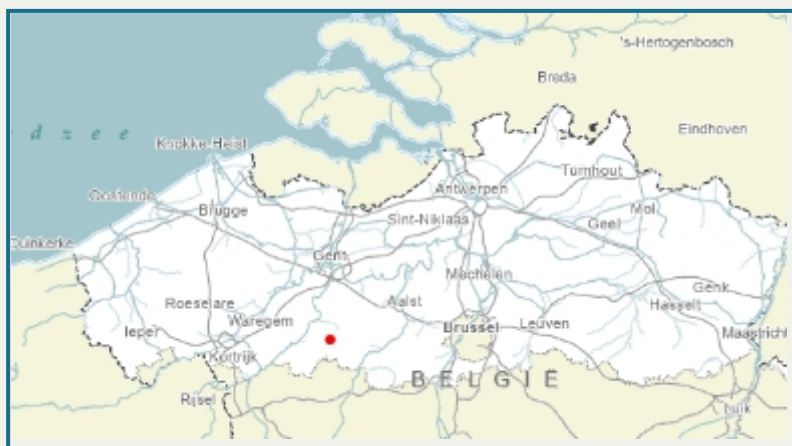 's-Hertogenbosch
Breda
Eindhoven
d z e e
Knokke-Heist
Turnhout
Antwerpen
Oostende
Brugge
Mol
Sint-Niklaas
Geel
Duinkerke
Gent
Mechelen
Genk
Roeselare
Aalst
Hasselt
Waregem
Brussel
Leuven
Ieper
Maastricht
Kortrijk
BELGIË
Rijsel
Luik